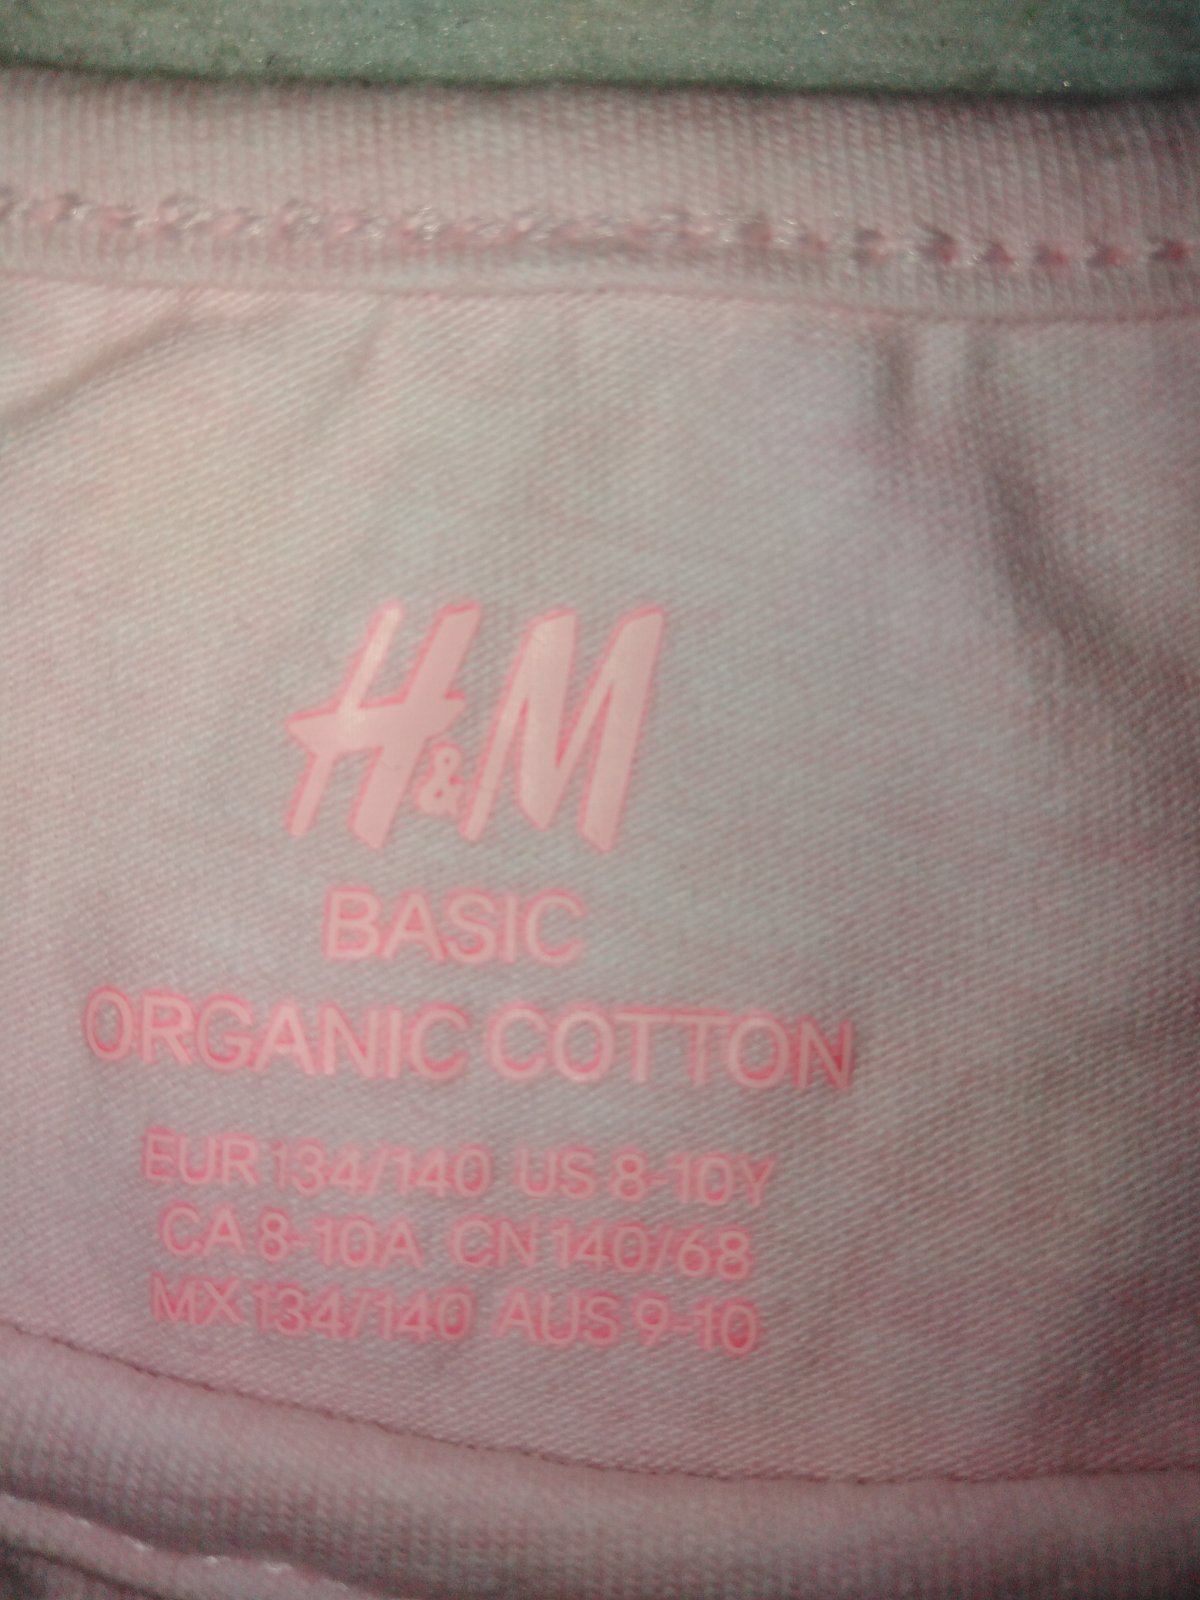 H&M
BASIC
ORGANIC COTTON
EUR 134/140 US 8-10Y
CA 8-10A CN 140/68
MX 134/140 AUS 9-10